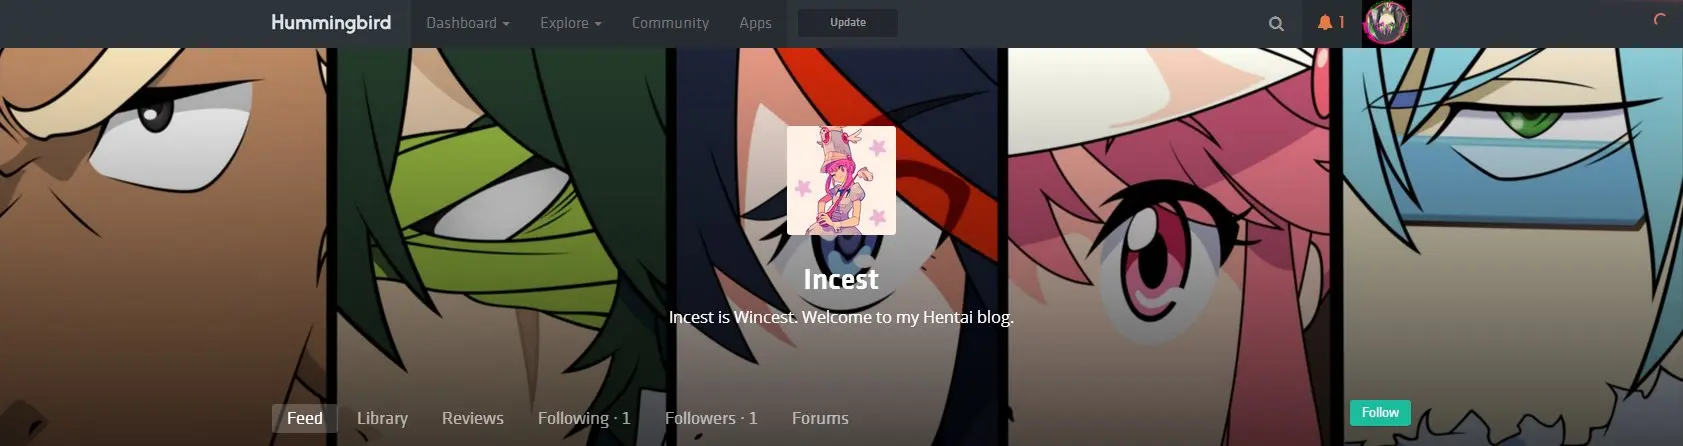 Hummingbird Dashboard Explore Community Apps Update 1
Incest
Incest is Wincest. Welcome to my Hentai blog.
Feed Library Reviews Following · 1 Followers · 1 Forums Follow